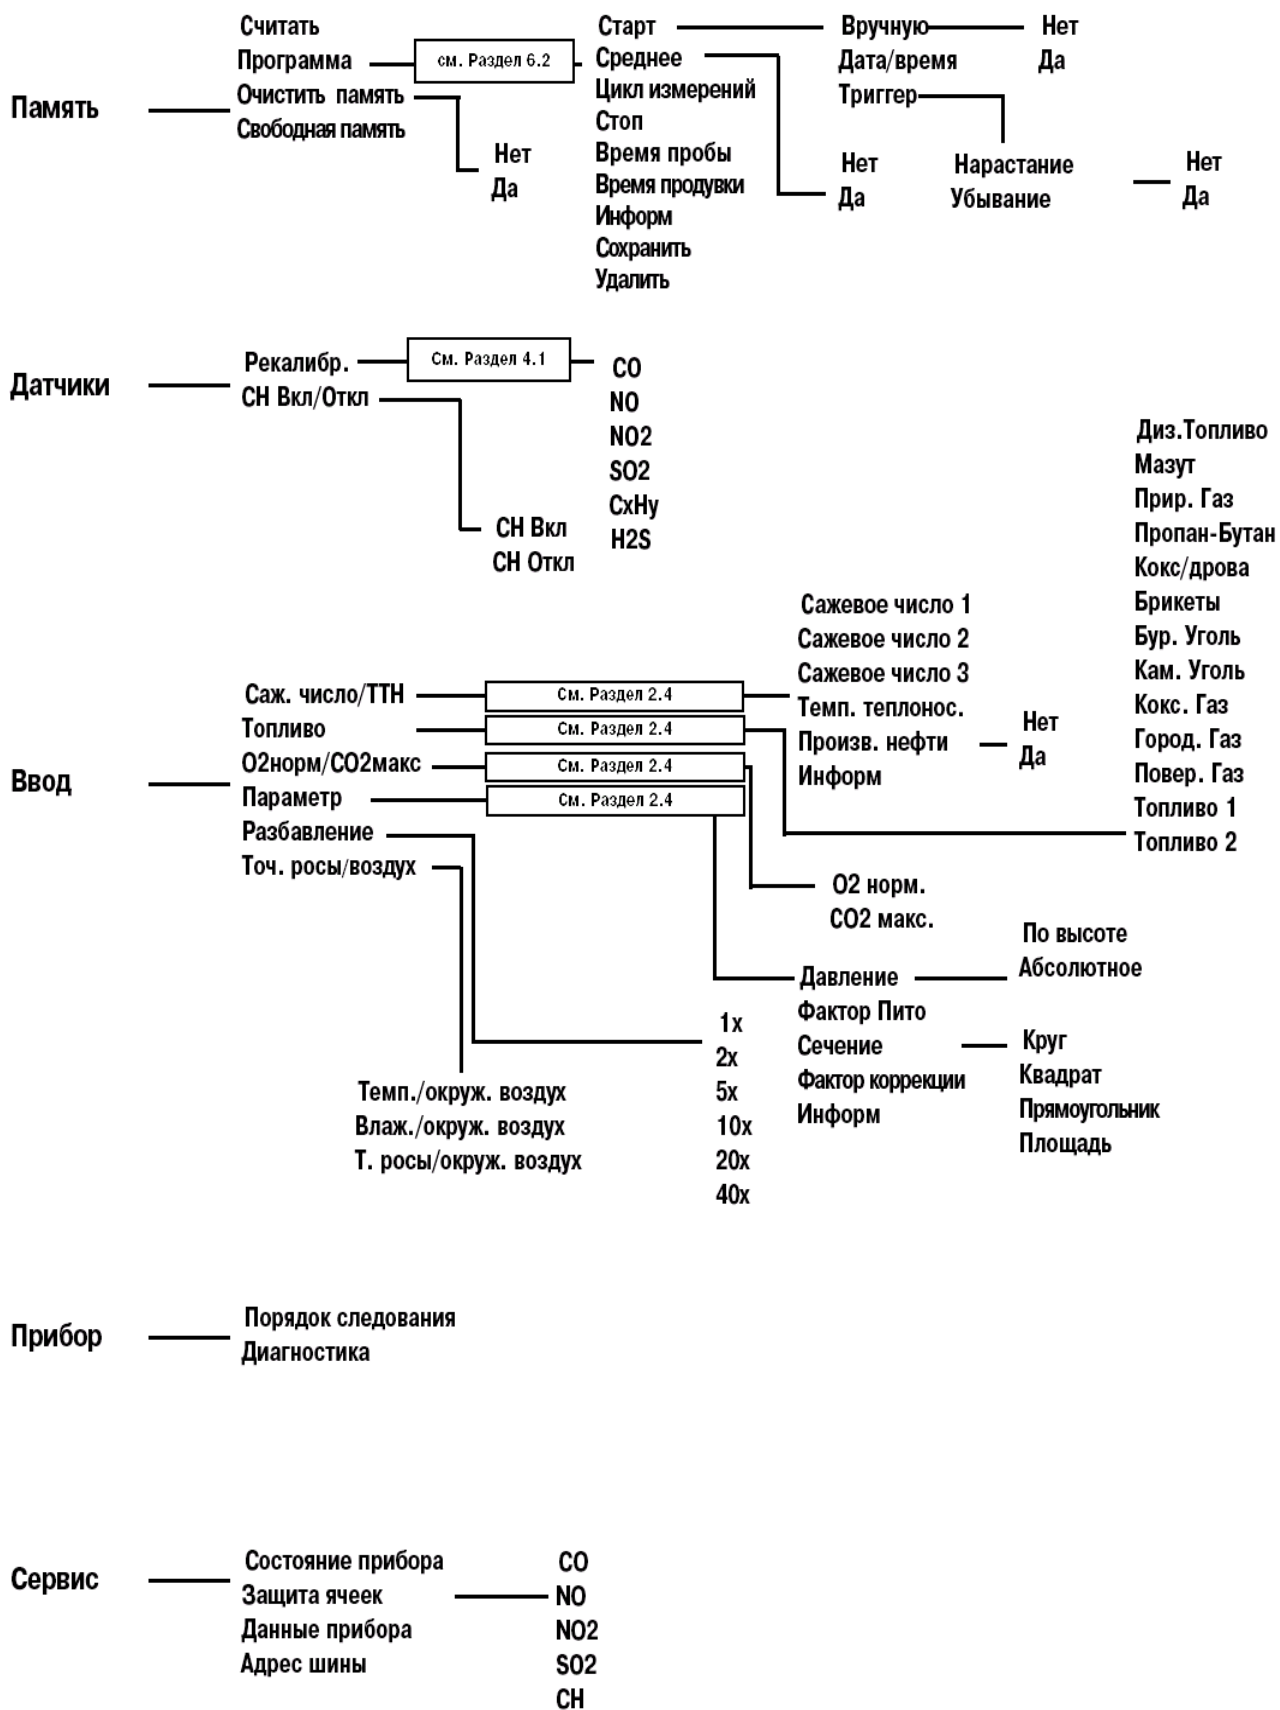 Память
Считать
Программа
Очистить память
Свободная память
см. Раздел 6.2
Нет
Да
Старт
Среднее
Цикл измерений
Стоп
Время пробы
Время продувки
Информ
Сохранить
Удалить
Вручную
Дата/время
Триггер
Нет
Да
Нет
Да
Нарастание
Убывание
Нет
Да
Датчики
Рекалибр.
СН Вкл/Откл
См. Раздел 4.1
СН Вкл
СН Откл
CO
NO
NO2
SO2
CxHy
H2S
Ввод
Саж. число/ТТН
Топливо
O2норм/CO2макс
Параметр
Разбавление
Точ. росы/воздух
См. Раздел 2.4
См. Раздел 2.4
См. Раздел 2.4
См. Раздел 2.4
Сажевое число 1
Сажевое число 2
Сажевое число 3
Темп. теплонос.
Произв. нефти
Информ
Нет
Да
Диз.Топливо
Мазут
Прир. Газ
Пропан-Бутан
Кокс/дрова
Брикеты
Бур. Уголь
Кам. Уголь
Кокс. Газ
Город. Газ
Повер. Газ
Топливо 1
Топливо 2
O2 норм.
CO2 макс.
Давление
Фактор Пито
Сечение
Фактор коррекции
Информ
По высоте
Абсолютное
Круг
Квадрат
Прямоугольник
Площадь
1x
2x
5x
10x
20x
40x
Темп./окруж. воздух
Влаж./окруж. воздух
Т. росы/окруж. воздух
Прибор
Порядок следования
Диагностика
Сервис
Состояние прибора
Защита ячеек
Данные прибора
Адрес шины
CO
NO
NO2
SO2
CH